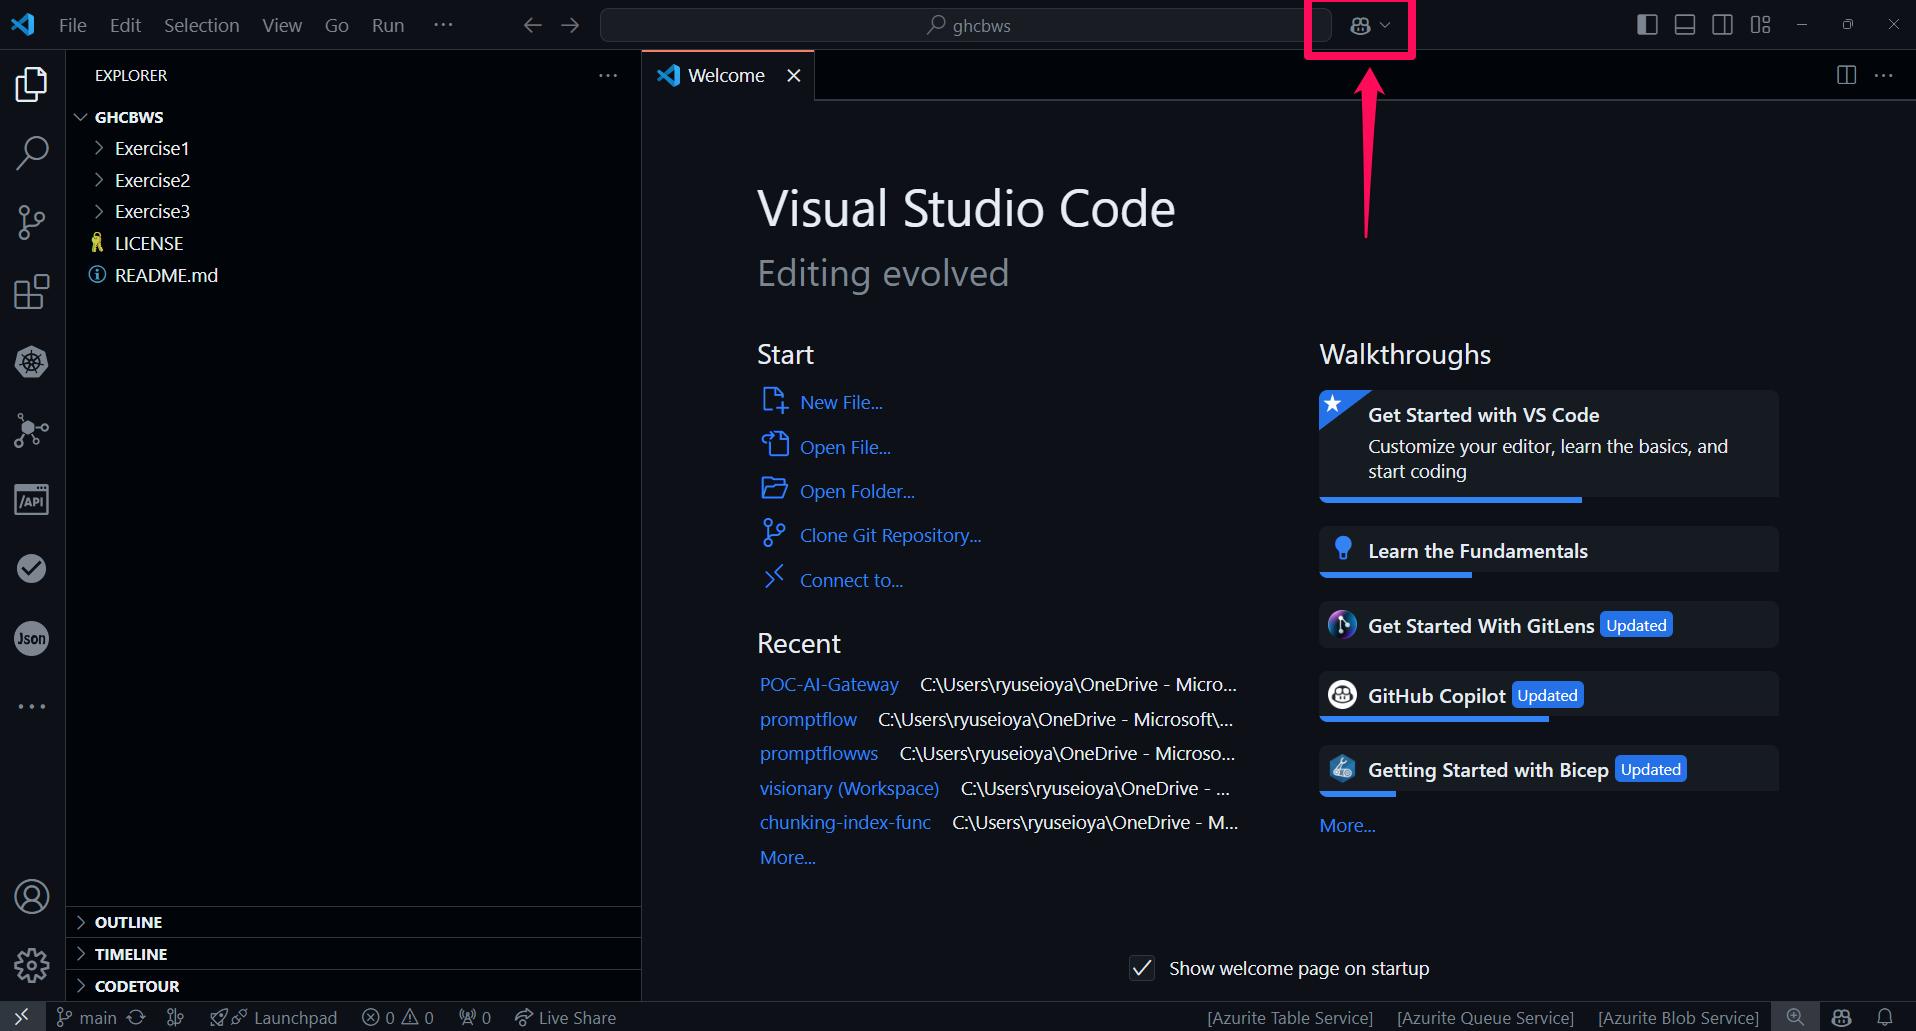 File Edit Selection View Go Run ···
ghcbws
EXPLORER
Welcome
GHCBWS
Exercise1
Exercise2
Exercise3
LICENSE
README.md
OUTLINE
TIMELINE
CODETOUR
/API
Json
Visual Studio Code
Editing evolved
Start
New File...
Open File...
Open Folder...
Clone Git Repository...
Connect to...
Recent
POC-AI-Gateway C:\Users\ryuseioya\OneDrive - Micro...
promptflow C:\Users\ryuseioya\OneDrive - Microsoft\...
promptflowws C:\Users\ryuseioya\OneDrive - Microso...
visionary (Workspace) C:\Users\ryuseioya\OneDrive - ...
chunking-index-func C:\Users\ryuseioya\OneDrive - M...
More...
Walkthroughs
Get Started with VS Code
Customize your editor, learn the basics, and
start coding
Learn the Fundamentals
Get Started With GitLens Updated
GitHub Copilot Updated
Getting Started with Bicep Updated
More...
Show welcome page on startup
main Launchpad 0 0 0 Live Share [Azurite Table Service] [Azurite Queue Service] [Azurite Blob Service]